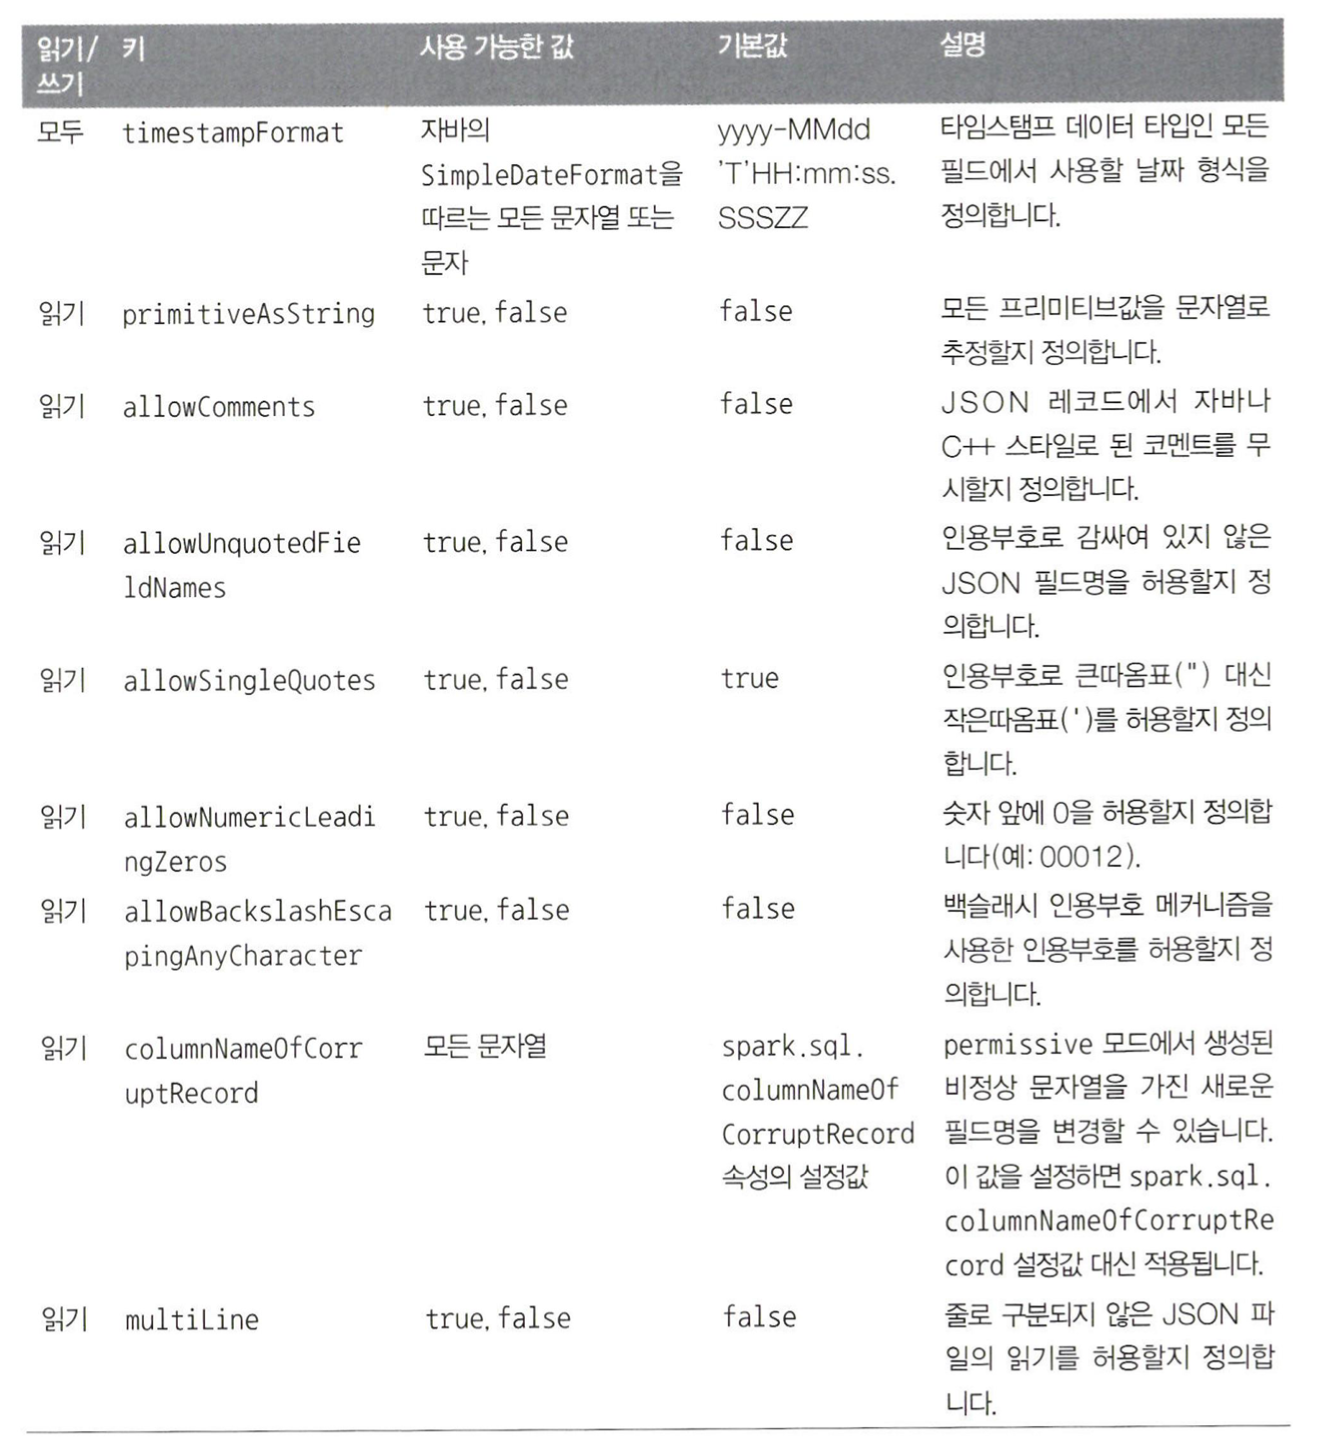 읽기/ 키 사용 가능한 값 기본값 설명
쓰기
모두 timestampFormat 자바의 yyyy-MMdd 타임스탬프 데이터 타입인 모든
SimpleDateFormat을 'T'HH:mm:ss. 필드에서 사용할 날짜 형식을
따르는 모든 문자열 또는 SSSZZ 정의합니다.
문자
읽기 primitiveAsString true, false false 모든 프리미티브값을 문자열로
추정할지 정의합니다.
읽기 allowComments true, false false JSON 레코드에서 자바나
C++ 스타일로 된 코멘트를 무
시할지 정의합니다.
읽기 allowUnquotedFie true, false false 인용부호로 감싸여 있지 않은
ldNames JSON 필드명을 허용할지 정
의합니다.
읽기 allowSingleQuotes true, false true 인용부호로 큰따옴표(") 대신
작은따옴표(')를 허용할지 정의
합니다.
읽기 allowNumericLeadi true, false false 숫자 앞에 0을 허용할지 정의합
ngZeros 니다(예: 00012).
읽기 allowBackslashEsca true, false false 백슬래시 인용부호 메커니즘을
pingAnyCharacter 사용한 인용부호를 허용할지 정
의합니다.
읽기 columnNameOfCorr 모든 문자열 spark.sql. permissive 모드에서 생성된
uptRecord columnNameOf 비정상 문자열을 가진 새로운
CorruptRecord 필드명을 변경할 수 있습니다.
속성의 설정값 이 값을 설정하면 spark.sql.
columnNameOfCorruptRe
cord 설정값 대신 적용됩니다.
읽기 multiLine true, false false 줄로 구분되지 않은 JSON 파
일의 읽기를 허용할지 정의합
니다.